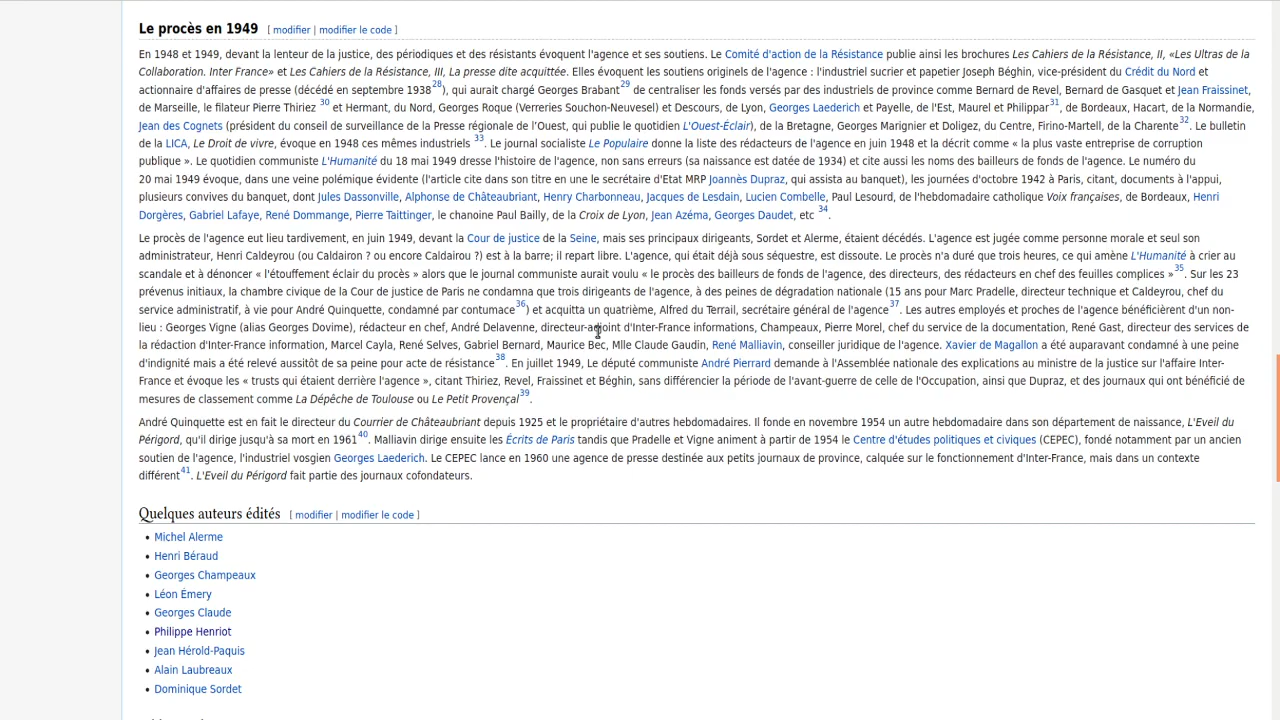 Le procès en 1949 [ modifier | modifier le code ]
En 1948 et 1949, devant la lenteur de la justice, des périodiques et des résistants évoquent l'agence et ses soutiens. Le Comité d'action de la Résistance publie ainsi les brochures Les Cahiers de la Résistance, II, «Les Ultras de la
Collaboration. Inter France» et Les Cahiers de la Résistance, III, La presse dite acquittée. Elles évoquent les soutiens originels de l'agence : l'industriel sucrier et papetier Joseph Béghin, vice-président du Crédit du Nord et
actionnaire d'affaires de presse (décédé en septembre 1938 28), qui aurait chargé Georges Brabant 29 de centraliser les fonds versés par des industriels de province comme Bernard de Revel, Bernard de Gasquet et Jean Fraissinet,
de Marseille, le filateur Pierre Thiriez 30 et Hermant, du Nord, Georges Roque (Verreries Souchon-Neuvesel) et Descours, de Lyon, Georges Laederich et Payelle, de l'Est, Maurel et Philippar 31, de Bordeaux, Hacart, de la Normandie,
Jean des Cognets (président du conseil de surveillance de la Presse régionale de l'Ouest, qui publie le quotidien L'Ouest-Éclair), de la Bretagne, Georges Marignier et Doligez, du Centre, Firino-Martell, de la Charente 32. Le bulletin
de la LICA, Le Droit de vivre, évoque en 1948 ces mêmes industriels 33. Le journal socialiste Le Populaire donne la liste des rédacteurs de l'agence en juin 1948 et la décrit comme « la plus vaste entreprise de corruption
publique ». Le quotidien communiste L'Humanité du 18 mai 1949 dresse l'histoire de l'agence, non sans erreurs (sa naissance est datée de 1934) et cite aussi les noms des bailleurs de fonds de l'agence. Le numéro du
20 mai 1949 évoque, dans une veine polémique évidente (l'article cite dans son titre en une le secrétaire d'Etat MRP Joannès Dupraz, qui assista au banquet), les journées d'octobre 1942 à Paris, citant, documents à l'appui,
plusieurs convives du banquet, dont Jules Dassonville, Alphonse de Châteaubriant, Henry Charbonneau, Jacques de Lesdain, Lucien Combelle, Paul Lesourd, de l'hebdomadaire catholique Voix françaises, de Bordeaux, Henri
Dorgères, Gabriel Lafaye, René Dommange, Pierre Taittinger, le chanoine Paul Bailly, de la Croix de Lyon, Jean Azéma, Georges Daudet, etc 34.
Le procès de l'agence eut lieu tardivement, en juin 1949, devant la Cour de justice de la Seine, mais ses principaux dirigeants, Sordet et Alerme, étaient décédés. L'agence est jugée comme personne morale et seul son
administrateur, Henri Caldeyrou (ou Caldairon ? ou encore Caldairou ?) est à la barre; il repart libre. L'agence, qui était déjà sous séquestre, est dissoute. Le procès n'a duré que trois heures, ce qui amène L'Humanité à crier au
scandale et à dénoncer « l'étouffement éclair du procès » alors que le journal communiste aurait voulu « le procès des bailleurs de fonds de l'agence, des directeurs, des rédacteurs en chef des feuilles complices » 35. Sur les 23
prévenus initiaux, la chambre civique de la Cour de justice de Paris ne condamna que trois dirigeants de l'agence, à des peines de dégradation nationale (15 ans pour Marc Pradelle, directeur technique et Caldeyrou, chef du
service administratif, à vie pour André Quinquette, condamné par contumace 36) et acquitta un quatrième, Alfred du Terrail, secrétaire général de l'agence 37. Les autres employés et proches de l'agence bénéficièrent d'un non-
lieu : Georges Vigne (alias Georges Dovime), rédacteur en chef, André Delavenne, directeur-adjoint d'Inter-France informations, Champeaux, Pierre Morel, chef du service de la documentation, René Gast, directeur des services de
la rédaction d'Inter-France information, Marcel Cayla, René Selves, Gabriel Bernard, Maurice Bec, Mlle Claude Gaudin, René Malliavin, conseiller juridique de l'agence. Xavier de Magallon a été auparavant condamné à une peine
d'indignité mais a été relevé aussitôt de sa peine pour acte de résistance 38. En juillet 1949, Le député communiste André Pierrard demande à l'Assemblée nationale des explications au ministre de la justice sur l'affaire Inter-
France et évoque les « trusts qui étaient derrière l'agence », citant Thiriez, Revel, Fraissinet et Béghin, sans différencier la période de l'avant-guerre de celle de l'Occupation, ainsi que Dupraz, et des journaux qui ont bénéficié de
mesures de classement comme La Dépêche de Toulouse ou Le Petit Provençal 39.
André Quinquette est en fait le directeur du Courrier de Châteaubriant depuis 1925 et le propriétaire d'autres hebdomadaires. Il fonde en novembre 1954 un autre hebdomadaire dans son département de naissance, L'Eveil du
Périgord, qu'il dirige jusqu'à sa mort en 1961 40. Malliavin dirige ensuite les Écrits de Paris tandis que Pradelle et Vigne animent à partir de 1954 le Centre d'études politiques et civiques (CEPEC), fondé notamment par un ancien
soutien de l'agence, l'industriel vosgien Georges Laederich. Le CEPEC lance en 1960 une agence de presse destinée aux petits journaux de province, calquée sur le fonctionnement d'Inter-France, mais dans un contexte
différent 41. L'Eveil du Périgord fait partie des journaux cofondateurs.
Quelques auteurs édités [ modifier | modifier le code ]
• Michel Alerme
• Henri Béraud
• Georges Champeaux
• Léon Émery
• Georges Claude
• Philippe Henriot
• Jean Hérold-Paquis
• Alain Laubreaux
• Dominique Sordet